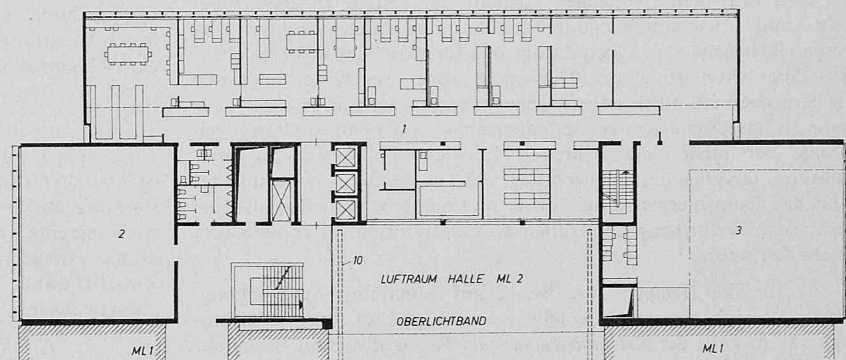 1
2
3
10
LUFTRAUM HALLE ML 2
OBERLICHTBAND
ML 1
ML 1